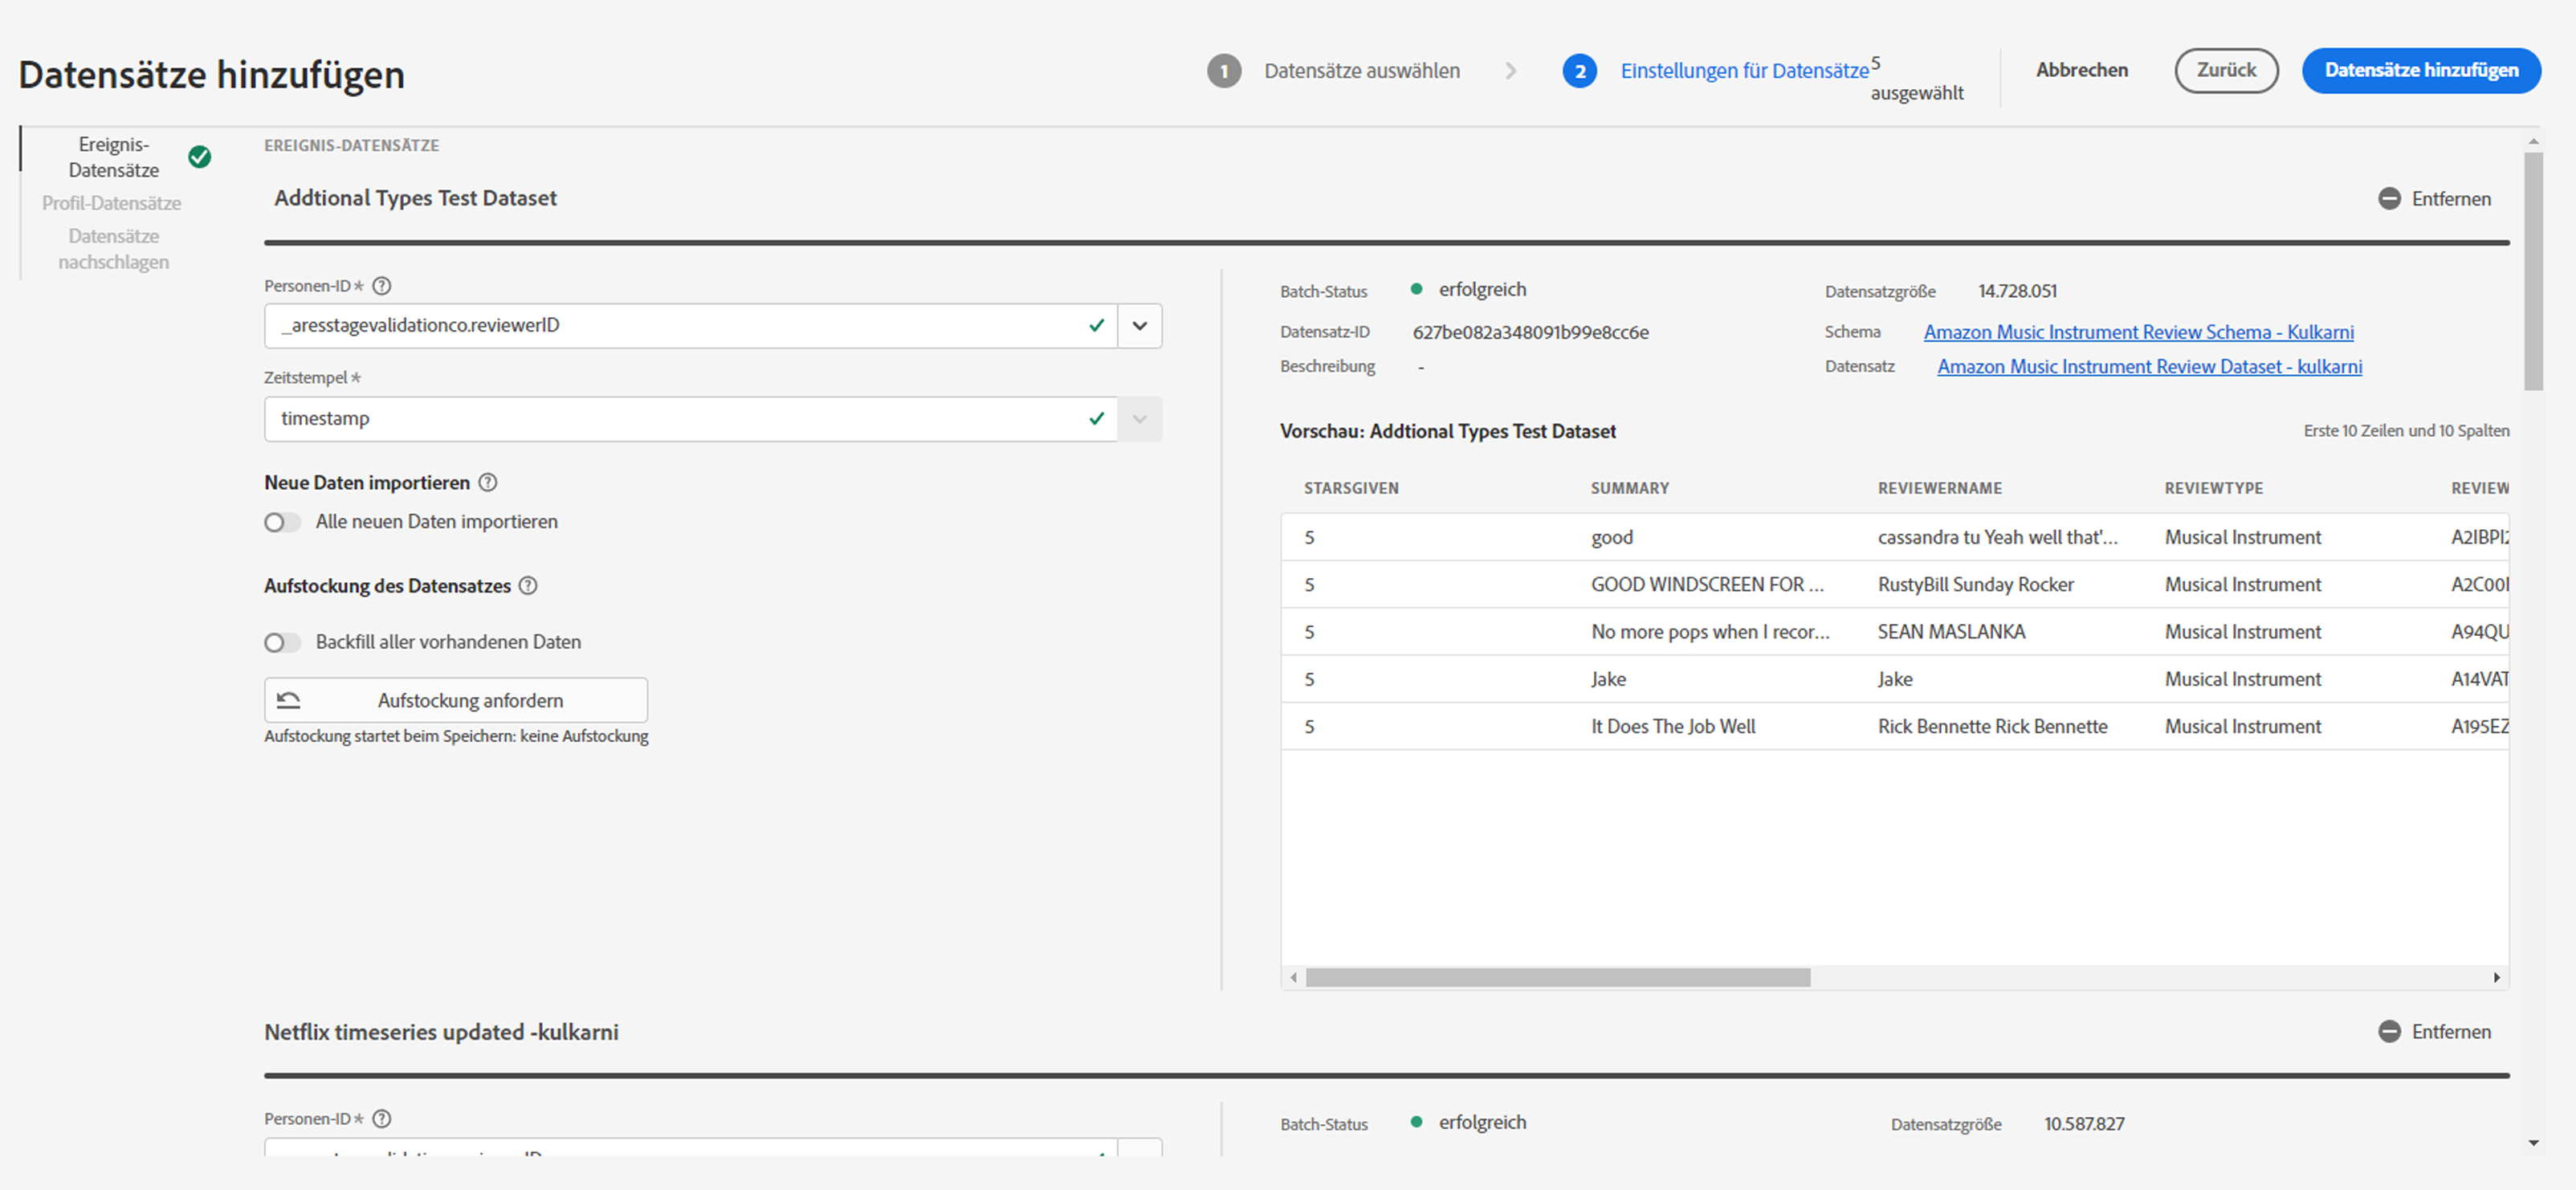 Datensätze hinzufügen
1 Datensätze auswählen
2 Einstellungen für Datensätze
5
ausgewählt
Abbrechen
Zurück
Datensätze hinzufügen
Ereignis-
Datensätze
Profil-Datensätze
Datensätze
nachschlagen
EREIGNIS-DATENSÄTZE
Addtional Types Test Dataset
Entfernen
Personen-ID *
_aresstagevalidationco.reviewerID
Zeitstempel *
timestamp
Neue Daten importieren
Alle neuen Daten importieren
Aufstockung des Datensatzes
Backfill aller vorhandenen Daten
Aufstockung anfordern
Aufstockung startet beim Speichern: keine Aufstockung
Batch-Status erfolgreich
Datensatzgröße 14.728.051
Datensatz-ID 627be082a348091b99e8cc6e
Schema Amazon Music Instrument Review Schema - Kulkarni
Beschreibung -
Datensatz Amazon Music Instrument Review Dataset - kulkarni
Vorschau: Addtional Types Test Dataset
Erste 10 Zeilen und 10 Spalten
STARSGIVEN SUMMARY REVIEWERNAME REVIEWTYPE REVIEW
5 good cassandra tu Yeah well that'... Musical Instrument A2IBPI
5 GOOD WINDSCREEN FOR ... RustyBill Sunday Rocker Musical Instrument A2C00
5 No more pops when I recor... SEAN MASLANKA Musical Instrument A94QU
5 Jake Jake Musical Instrument A14VAT
5 It Does The Job Well Rick Bennette Rick Bennette Musical Instrument A195EZ
Netflix timeseries updated -kulkarni
Entfernen
Personen-ID *
Batch-Status erfolgreich
Datensatzgröße 10.587.827